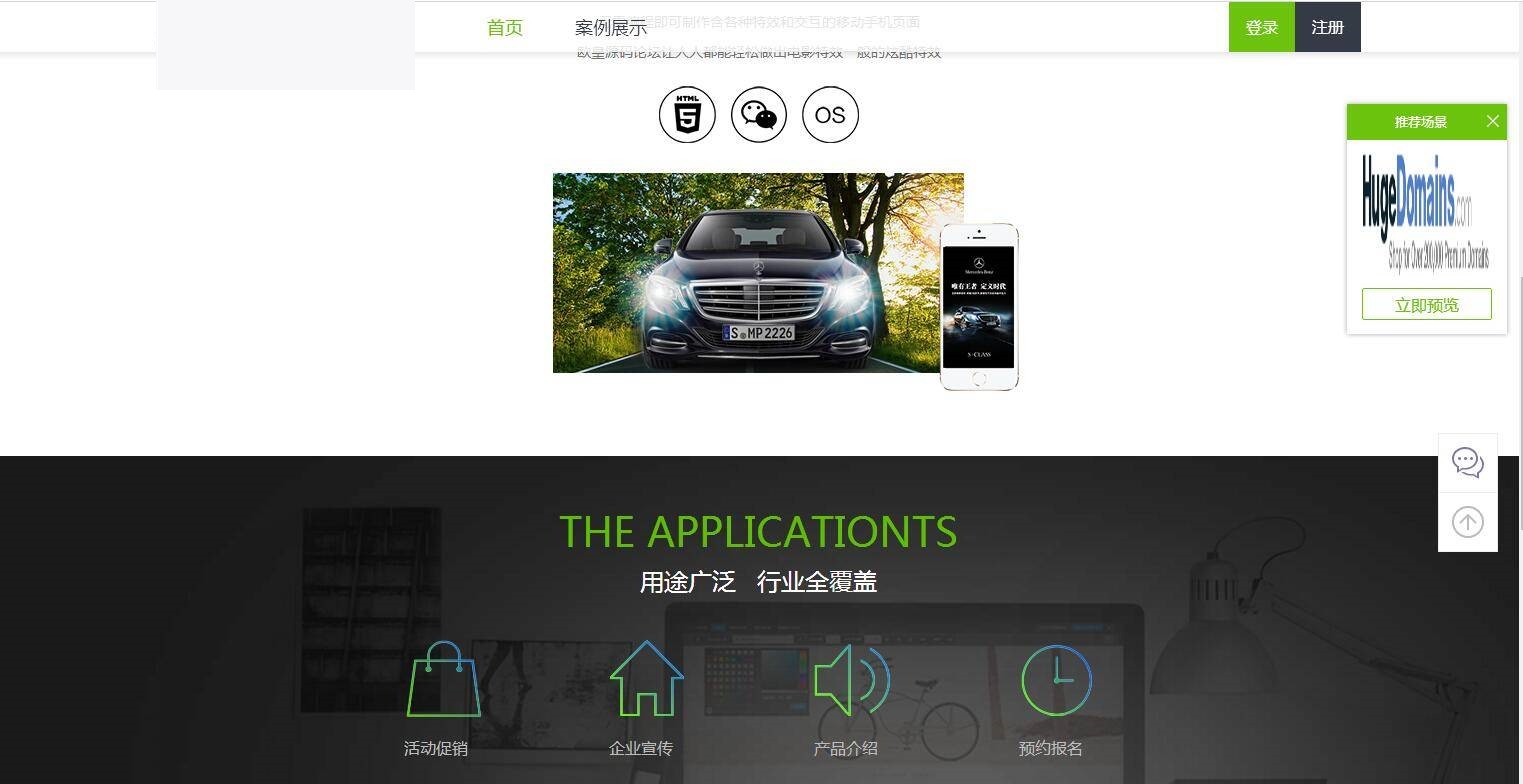 首页
案例展示
登录
注册
程即可制作含各种特效和交互的移动手机页面
欧皇源码论坛让人人都能轻松做出电影特效一般的炫酷特效
HTML
5
OS
推荐场景
HugeDomains.com
Shop for Over 200,000 Premium Domains
立即预览
S MP 2226
Mercedes-Benz
唯有王者 定义时代
S-CLASS
THE APPLICATIONTS
用途广泛 行业全覆盖
活动促销
企业宣传
产品介绍
预约报名